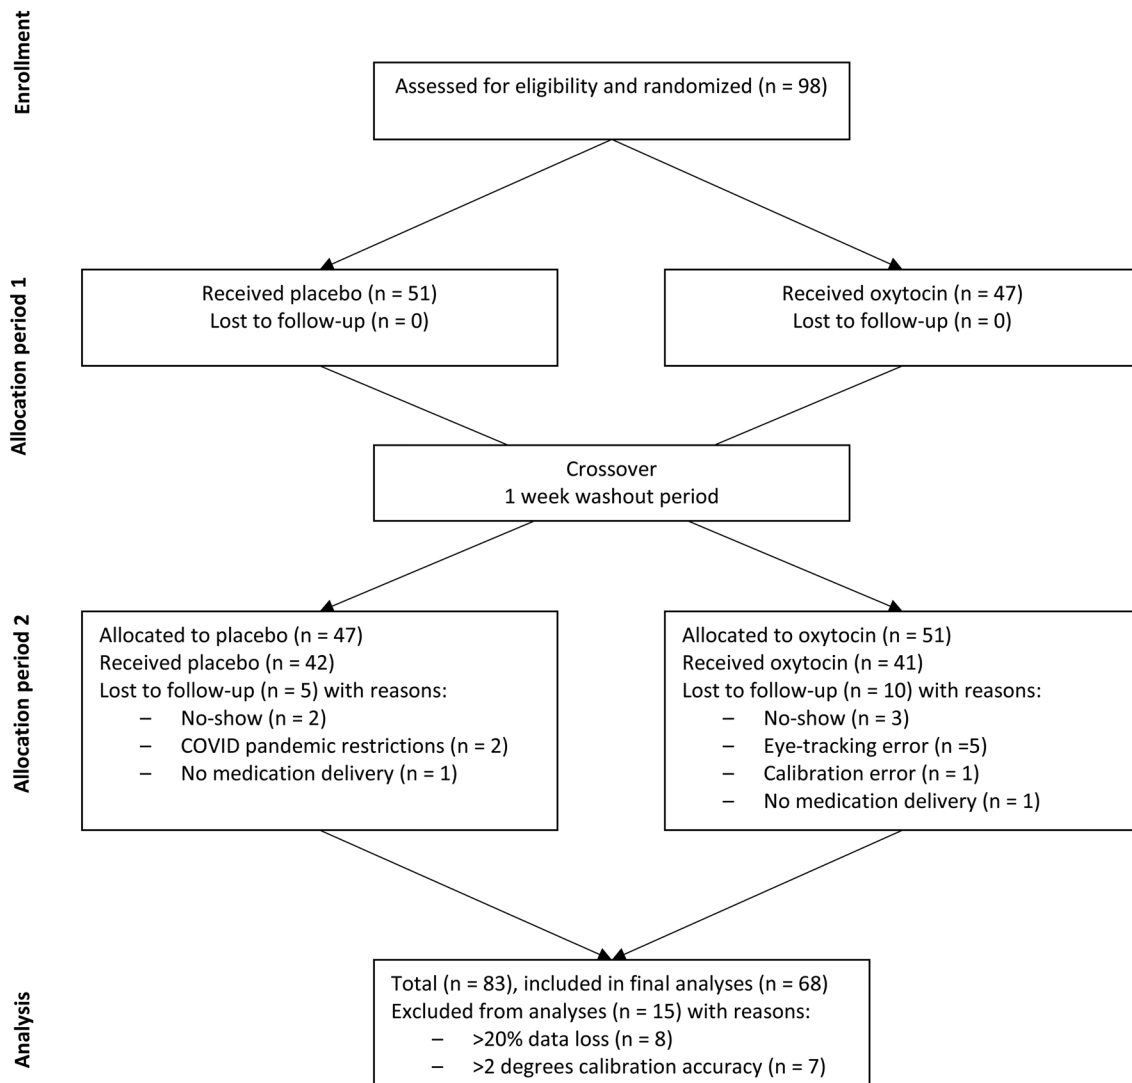 Enrollment
Assessed for eligibility and randomized (n = 98)
Allocation period 1
Received placebo (n = 51)
Lost to follow-up (n = 0)
Received oxytocin (n = 47)
Lost to follow-up (n = 0)
Crossover
1 week washout period
Allocation period 2
Allocated to placebo (n = 47)
Received placebo (n = 42)
Lost to follow-up (n = 5) with reasons:
– No-show (n = 2)
– COVID pandemic restrictions (n = 2)
– No medication delivery (n = 1)
Allocated to oxytocin (n = 51)
Received oxytocin (n = 41)
Lost to follow-up (n = 10) with reasons:
– No-show (n = 3)
– Eye-tracking error (n =5)
– Calibration error (n = 1)
– No medication delivery (n = 1)
Analysis
Total (n = 83), included in final analyses (n = 68)
Excluded from analyses (n = 15) with reasons:
– >20% data loss (n = 8)
– >2 degrees calibration accuracy (n = 7)